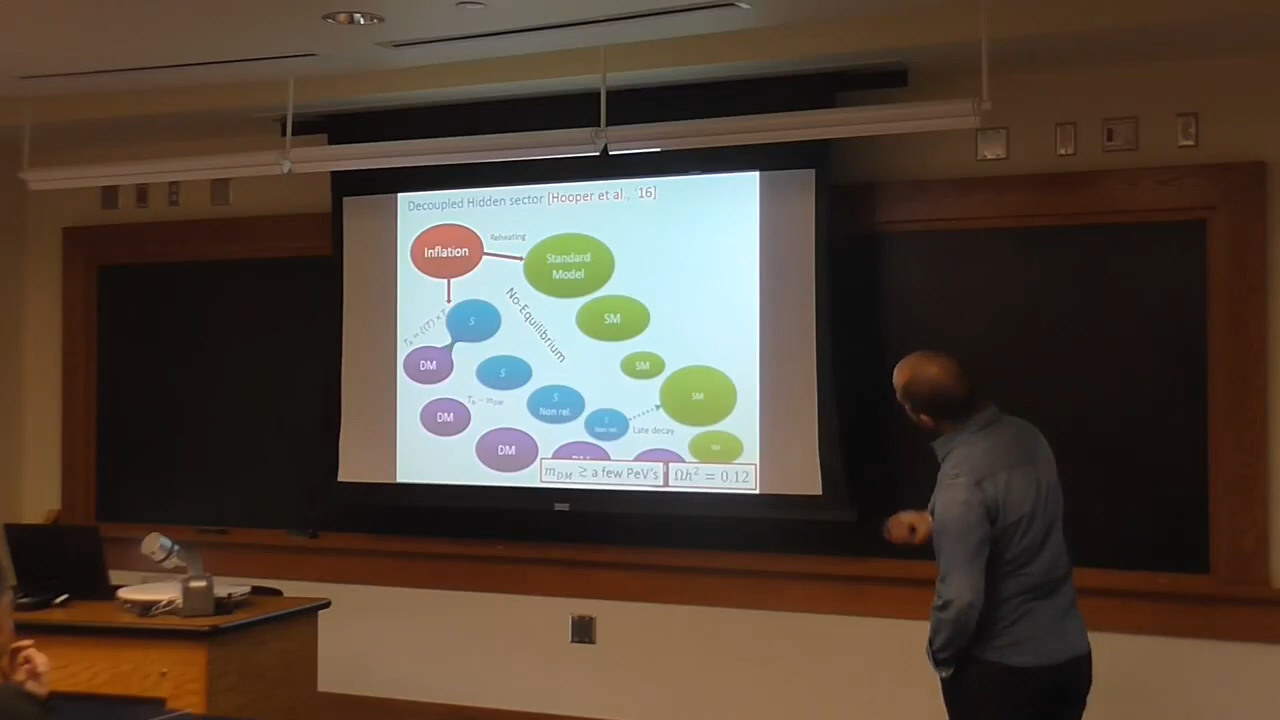 Decoupled Hidden sector [Hooper et al., '16]
Inflation
Reheating
Standard
Model
No-Equilibrium
S
SM
DM
S
SM
S
Non rel.
SM
DM
S
Non rel.
Late decay
SM
DM
DM
m_DM ≳ a few PeV's
Ωh² = 0.12